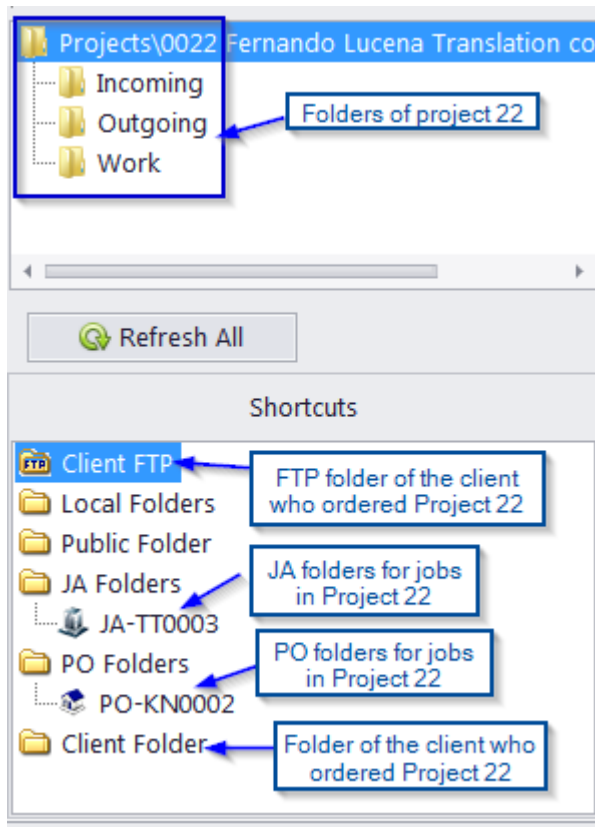 Projects\0022 Fernando Lucena Translation co
Incoming
Outgoing
Folders of project 22
Work
Refresh All
Shortcuts
FTP
Client FTP
FTP folder of the client
who ordered Project 22
Local Folders
Public Folder
JA Folders
JA folders for jobs
in Project 22
JA-TT0003
PO Folders
PO folders for jobs
in Project 22
PO-KN0002
Client Folder
Folder of the client who
ordered Project 22